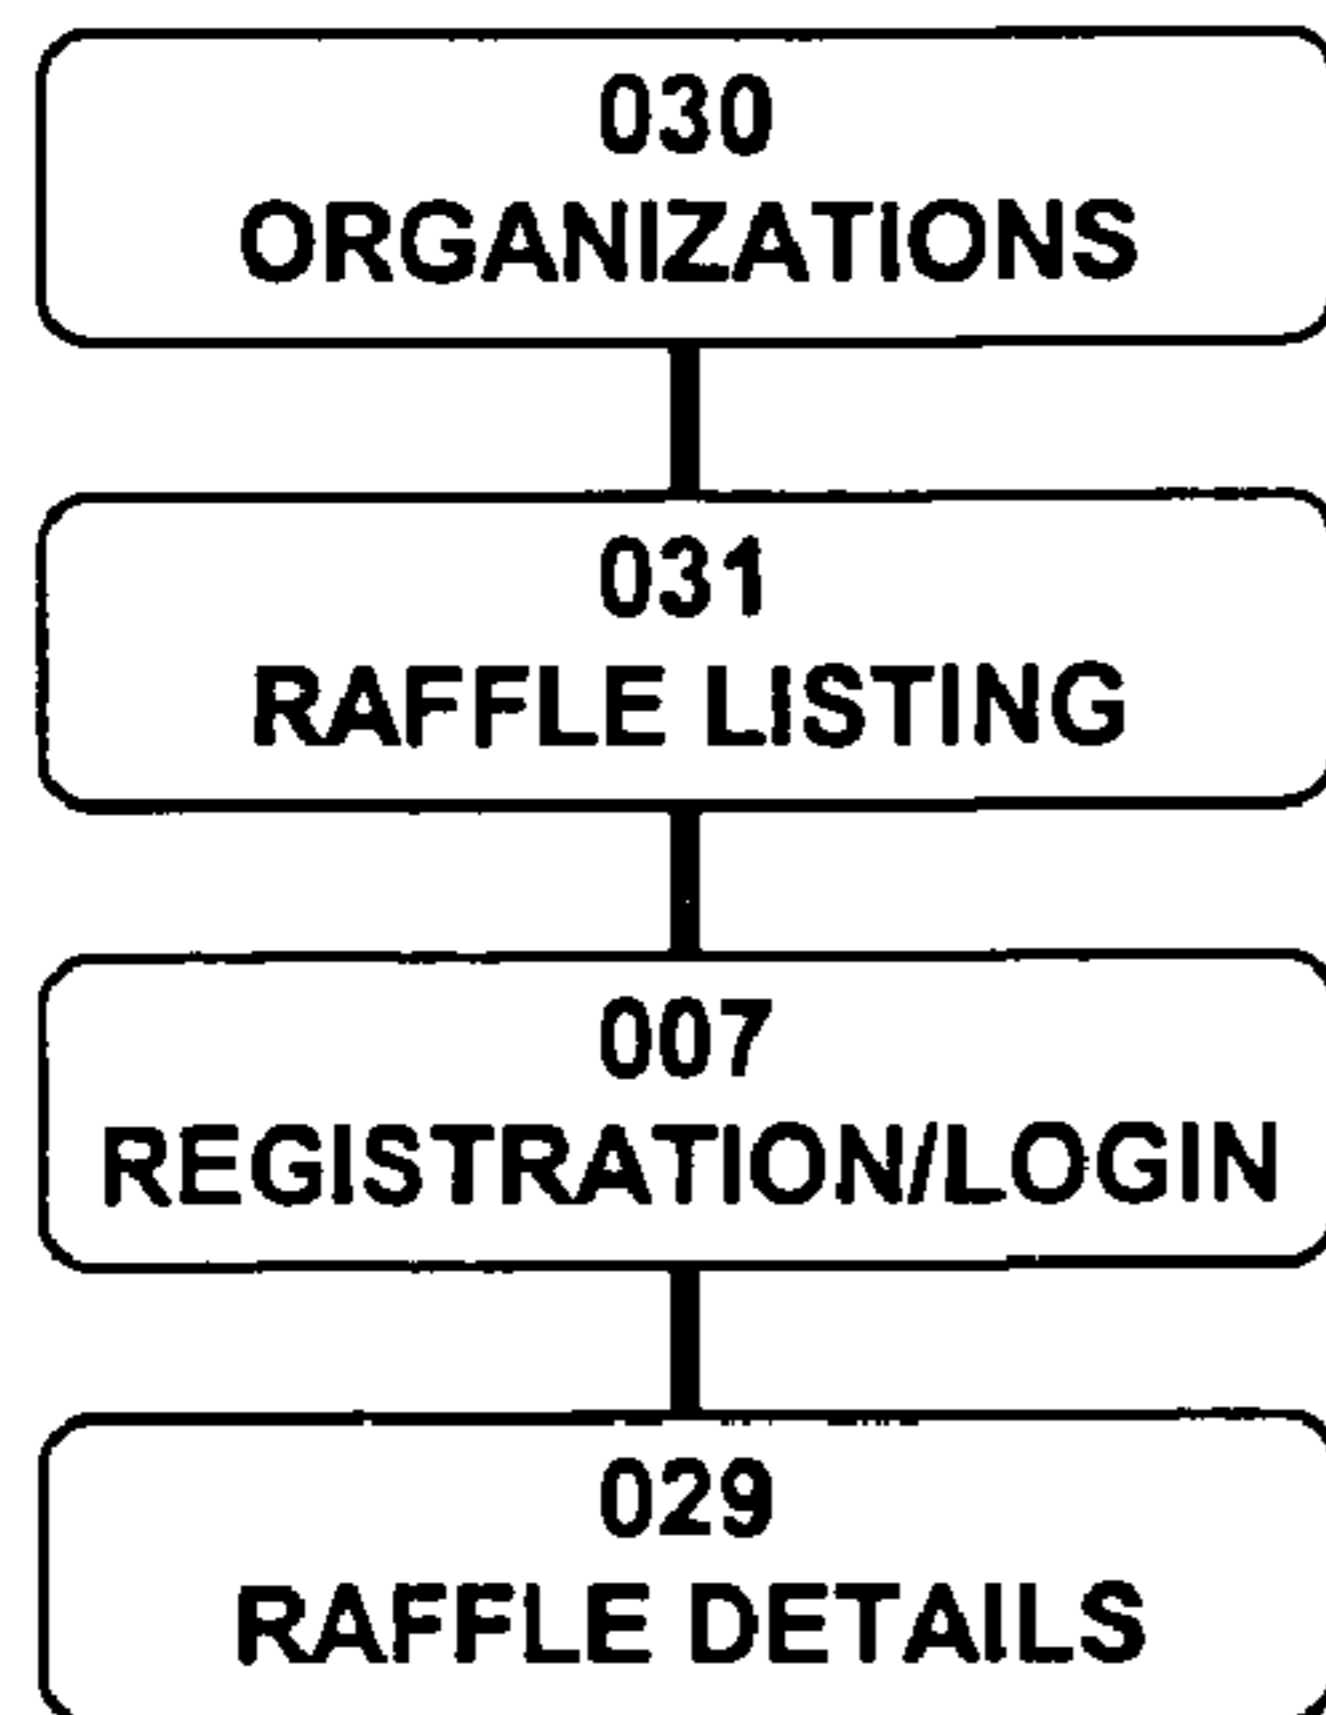 030
ORGANIZATIONS
031
RAFFLE LISTING
007
REGISTRATION/LOGIN
029
RAFFLE DETAILS